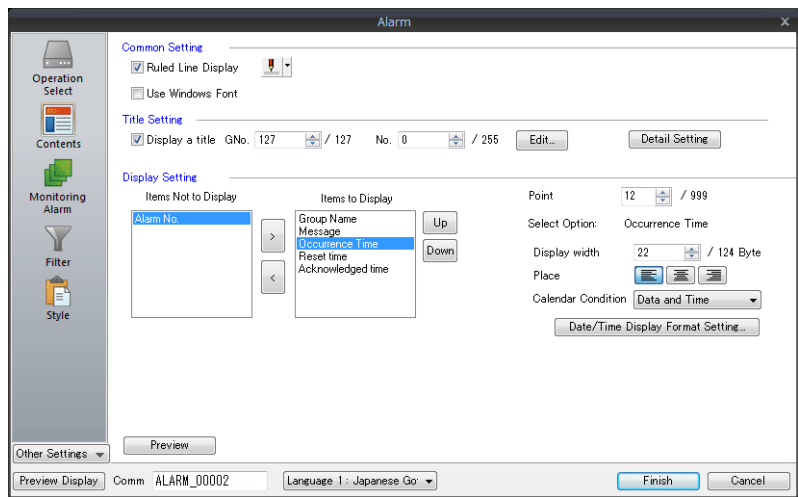 Alarm x
Operation Select
Contents
Monitoring Alarm
Filter
Style
Other Settings
Common Setting
Ruled Line Display
Use Windows Font
Title Setting
Display a title GNo. 127 / 127 No. 0 / 255 Edit... Detail Setting
Display Setting
Items Not to Display
Alarm No.
>
<
Items to Display
Group Name
Message
Occurrence Time
Reset time
Acknowledged time
Up
Down
Point 12 / 999
Select Option: Occurrence Time
Display width 22 / 124 Byte
Place
Calendar Condition Data and Time
Date/Time Display Format Setting...
Preview
Preview Display Comm ALARM_00002 Language 1 : Japanese Go Finish Cancel